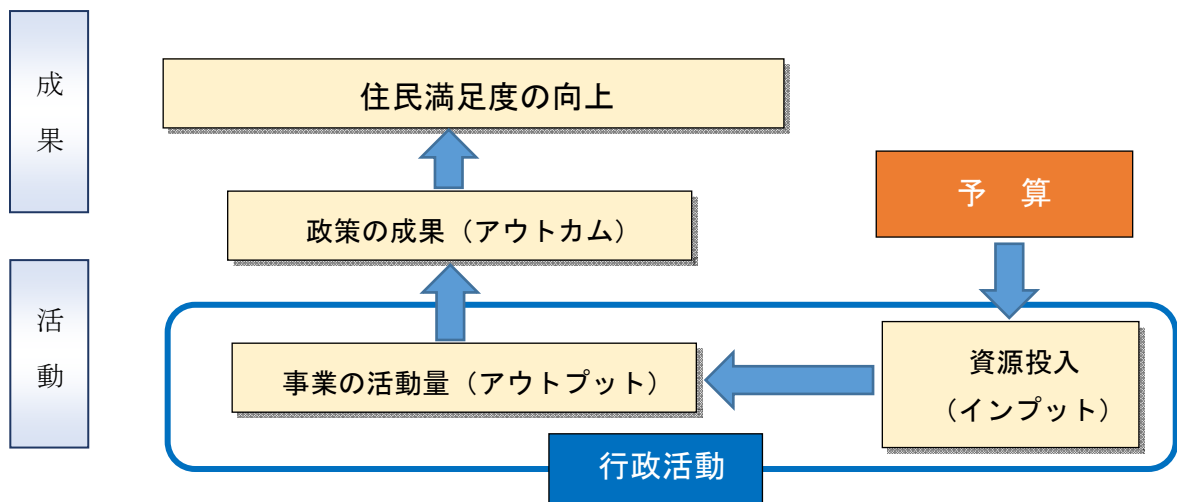 成
果
住民満足度の向上
予 算
政策の成果（アウトカム）
活
動
事業の活動量（アウトプット）
資源投入
（インプット）
行政活動